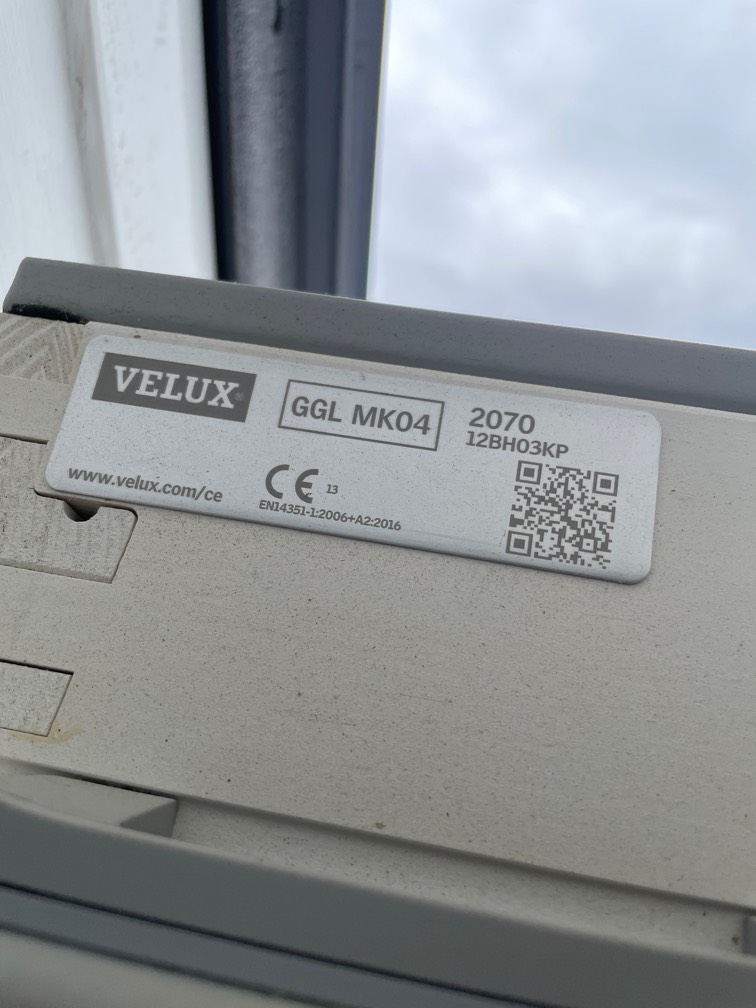 VELUX®
GGL MK04
2070
12BH03KP
www.velux.com/ce
CE 13
EN14351-1:2006+A2:2016